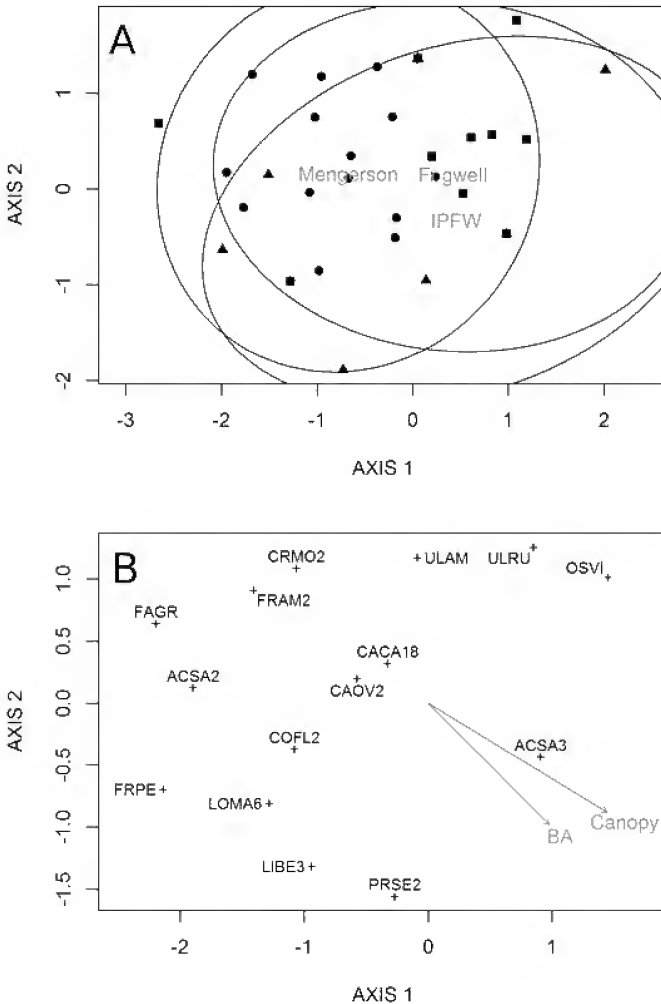 A
AXIS 2
1
0
-1
-2
Mengerson Fogwell
IPFW
-3 -2 -1 0 1 2
AXIS 1
B
AXIS 2
1.0
0.5
0.0
-0.5
-1.0
-1.5
CRMO2
ULAM
ULRU
OSVI
FRAM2
FAGR
CACA18
ACSA2
CAOV2
COFL2
ACSA3
FRPE
LOMA6
Canopy
BA
LIBE3
PRSE2
-2 -1 0 1
AXIS 1